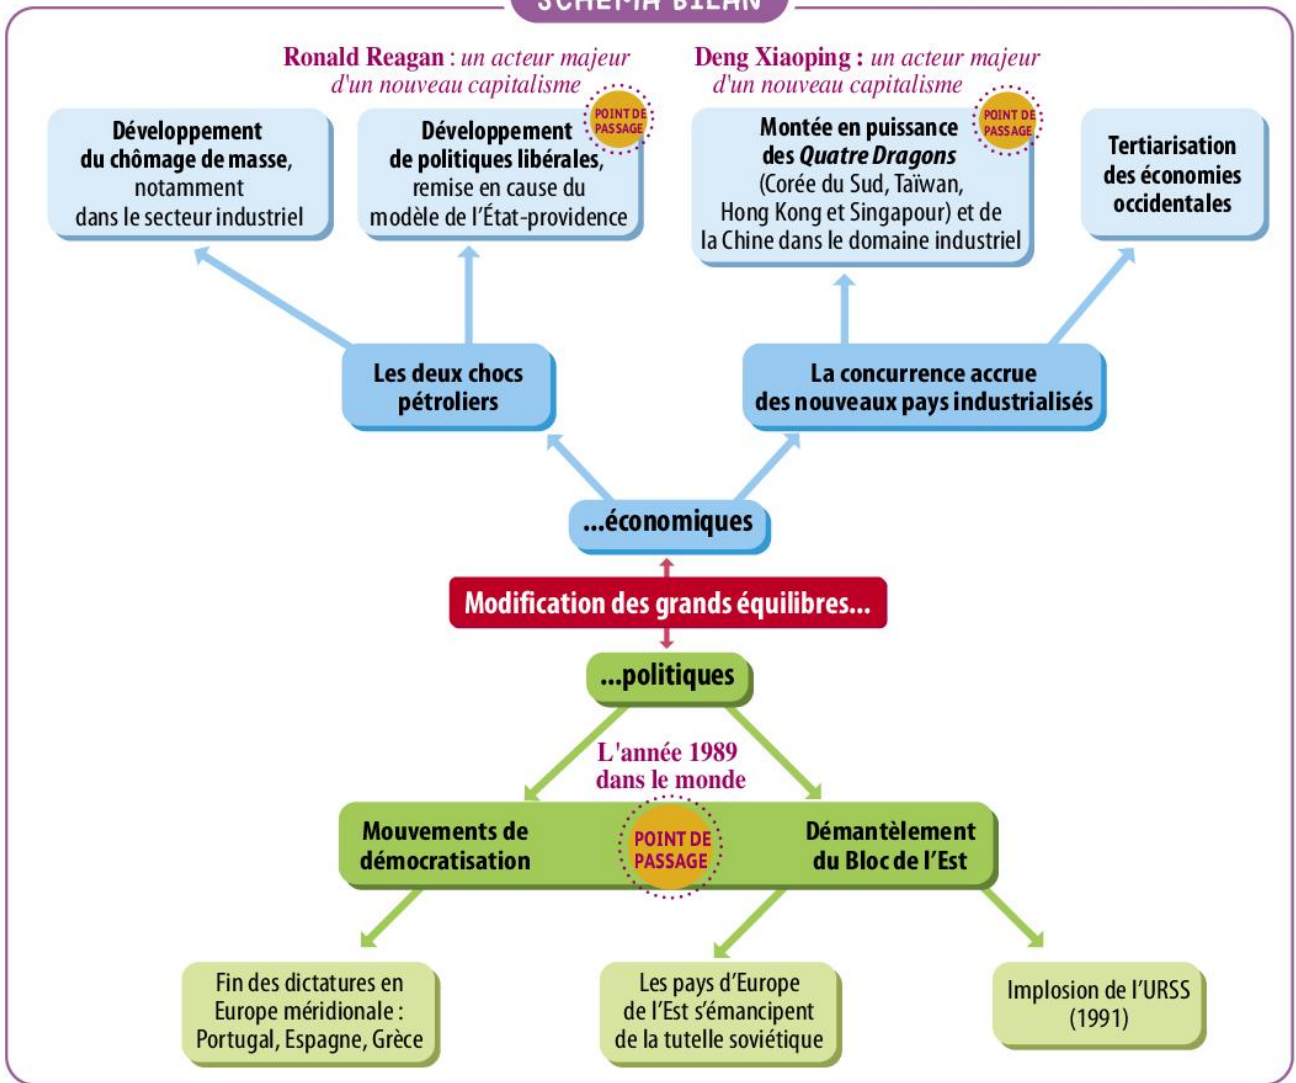 SCHÉMA BILAN
Ronald Reagan : un acteur majeur
d'un nouveau capitalisme
Deng Xiaoping : un acteur majeur
d'un nouveau capitalisme
POINT DE
PASSAGE
POINT DE
PASSAGE
Développement
du chômage de masse,
notamment
dans le secteur industriel
Développement
de politiques libérales,
remise en cause du
modèle de l'État-providence
Montée en puissance
des Quatre Dragons
(Corée du Sud, Taïwan,
Hong Kong et Singapour) et de
la Chine dans le domaine industriel
Tertiarisation
des économies
occidentales
Les deux chocs
pétroliers
La concurrence accrue
des nouveaux pays industrialisés
...économiques
Modification des grands équilibres...
...politiques
L'année 1989
dans le monde
Mouvements de
démocratisation
POINT DE
PASSAGE
Démantèlement
du Bloc de l'Est
Fin des dictatures en
Europe méridionale :
Portugal, Espagne, Grèce
Les pays d'Europe
de l'Est s'émancipent
de la tutelle soviétique
Implosion de l'URSS
(1991)